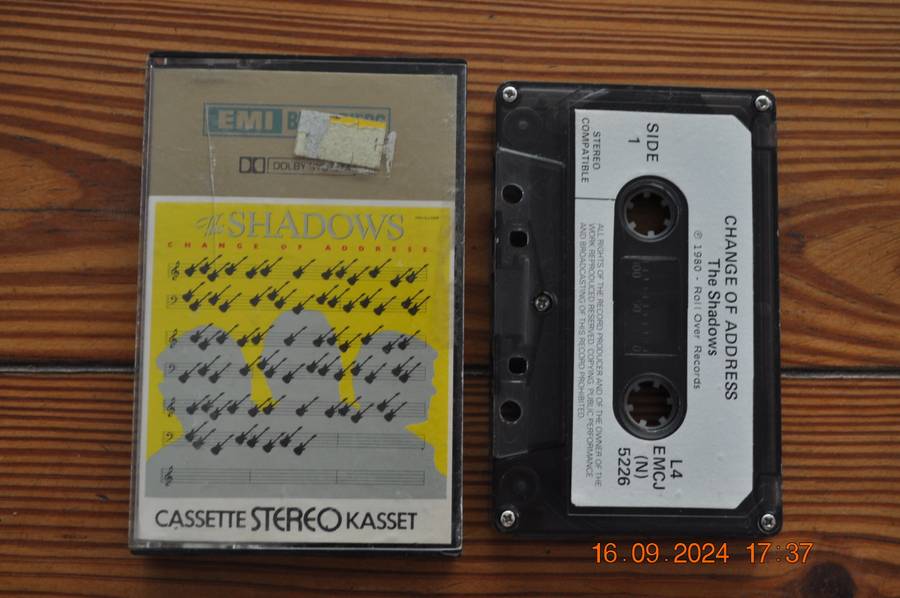 EMI
DOLBY
The SHADOWS
CHANGE OF ADDRESS
CASSETTE STEREO KASSET
STEREO
COMPATIBLE
SIDE
1
ALL RIGHTS OF THE RECORD PRODUCER AND OF THE OWNER OF THE
WORK REPRODUCED RESERVED. COPYING, PUBLIC PERFORMANCE
AND BROADCASTING OF THIS RECORD PROHIBITED.
CHANGE OF ADDRESS
The Shadows
℗ 1980 - Roll Over Records
L4
EMCJ
(N)
5226
16.09.2024 17:37